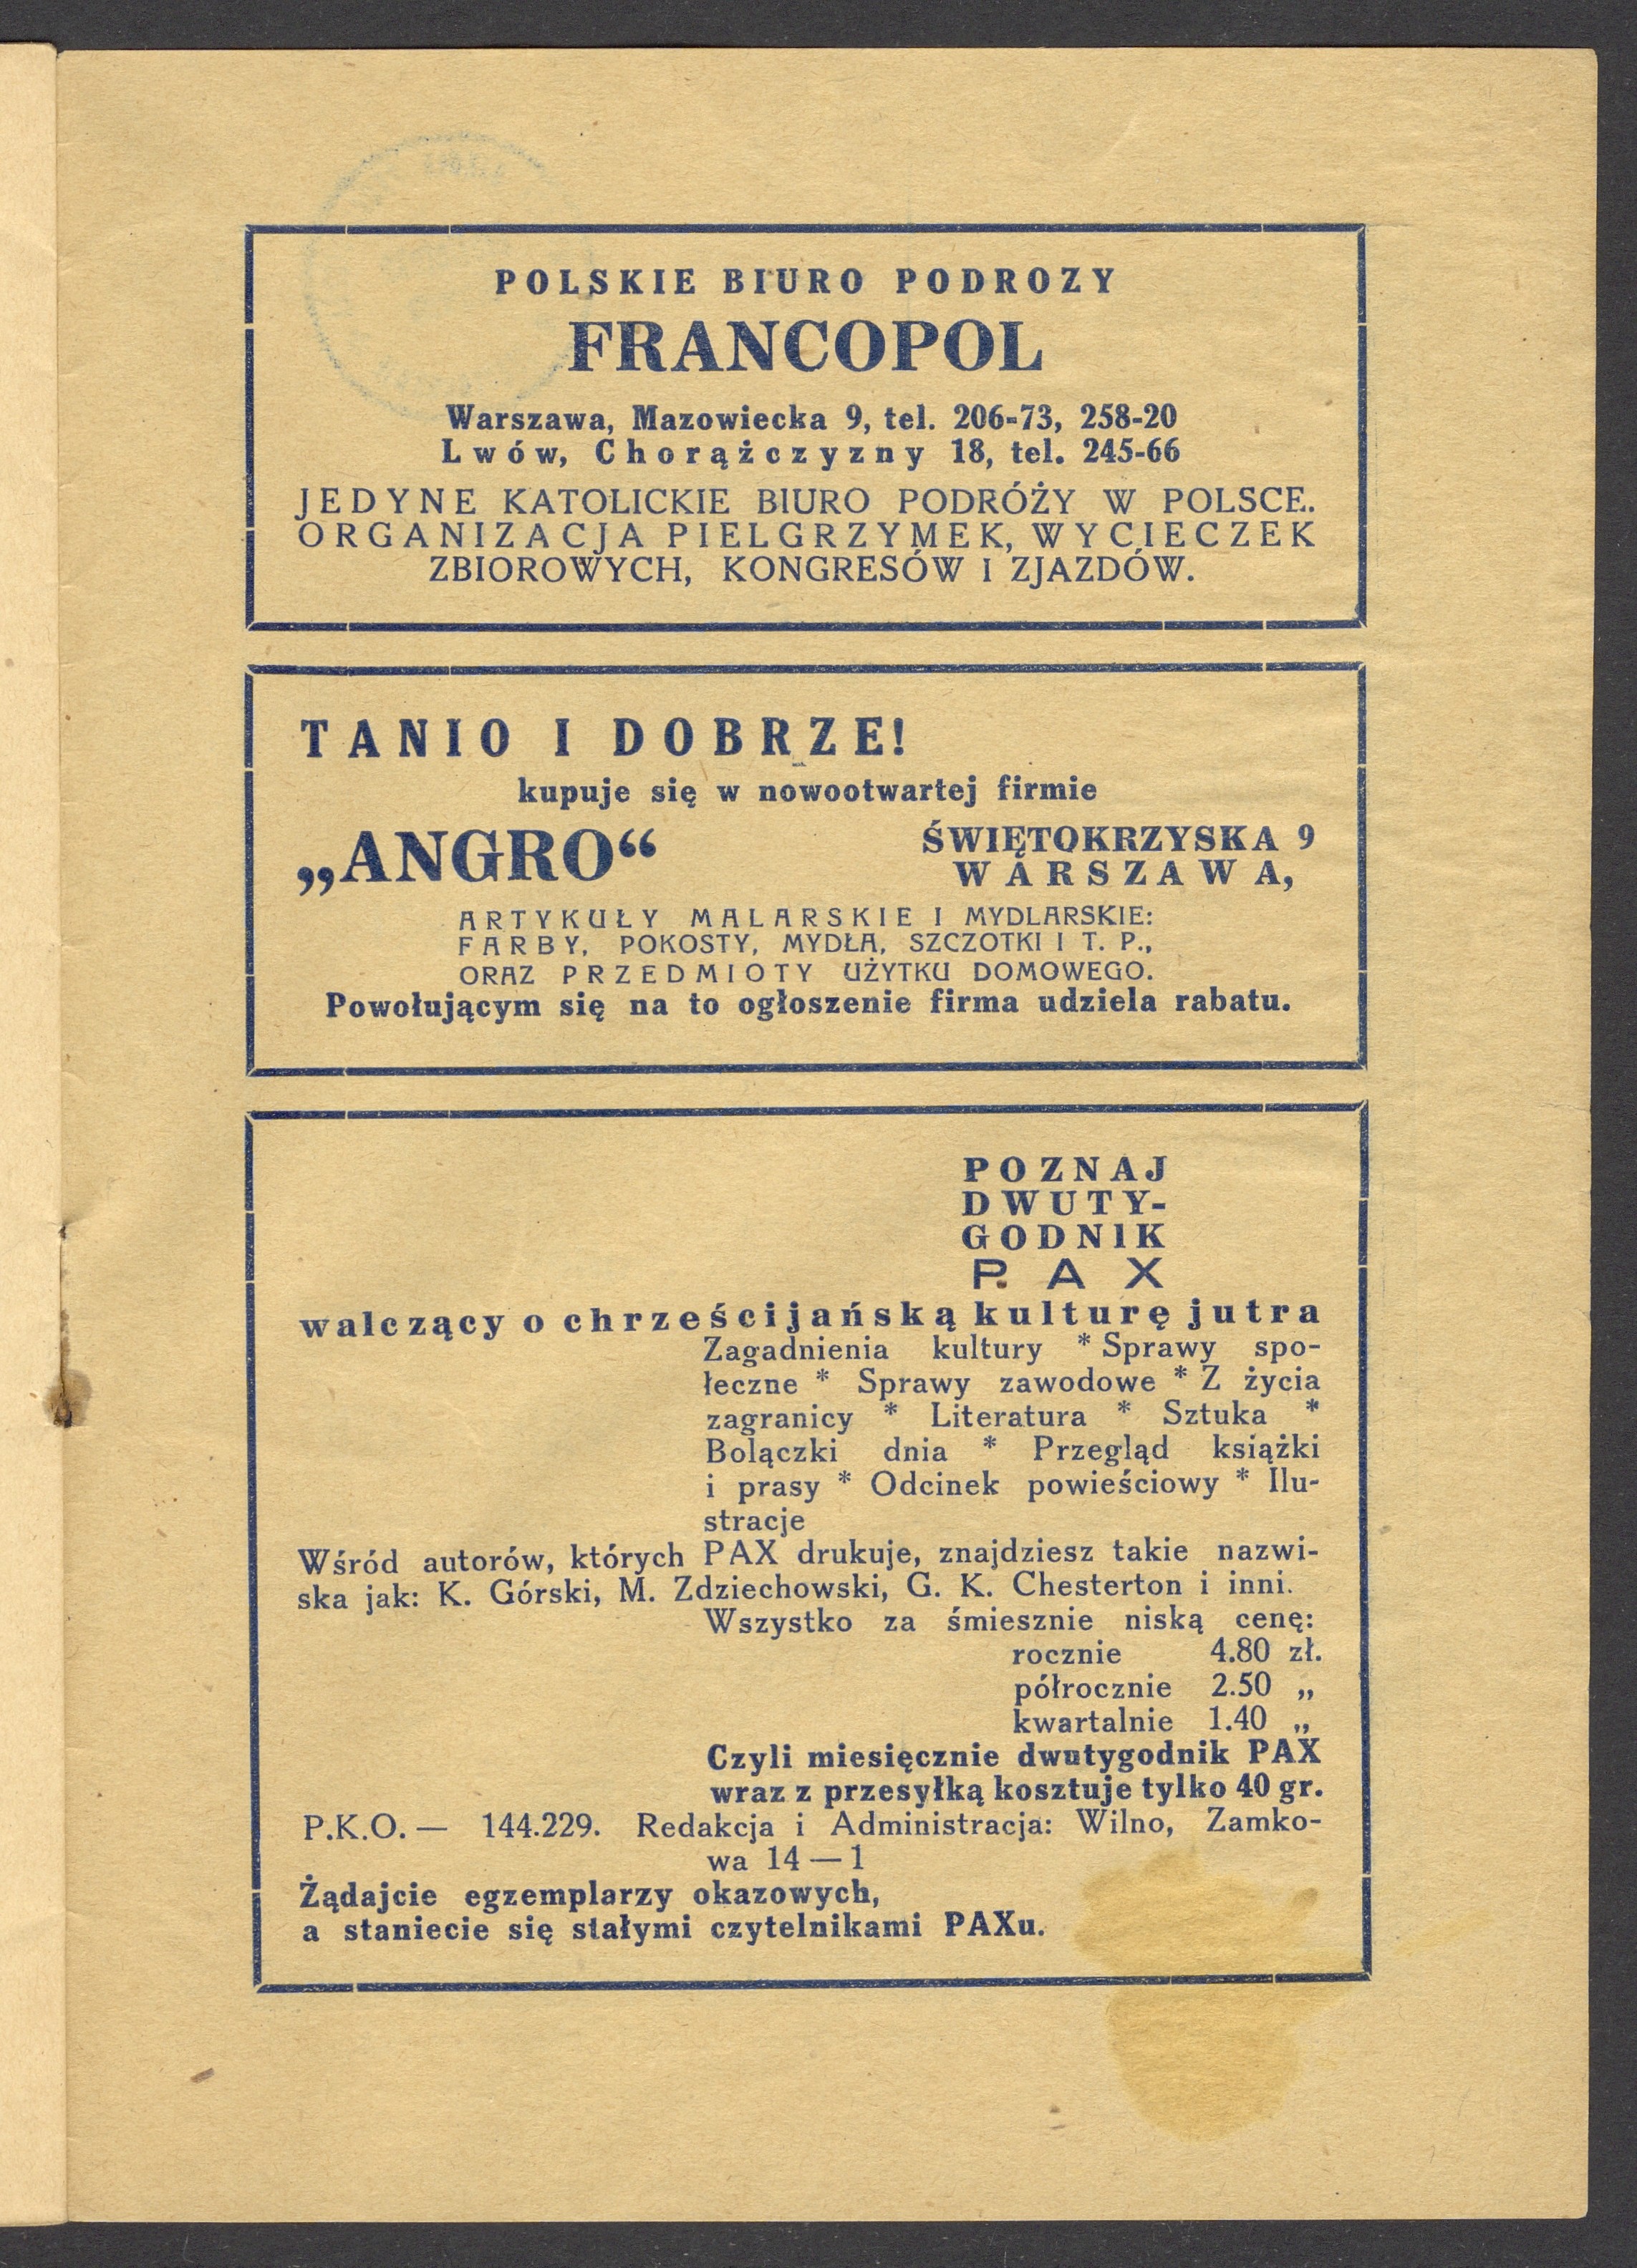 POLSKIE BIURO PODROZY
FRANCOPOL
Warszawa, Mazowiecka 9, tel. 206-73, 258-20
Lwów, Chorążczyzny 18, tel. 245-66
JEDYNE KATOLICKIE BIURO PODRÓŻY W POLSCE.
ORGANIZACJA PIELGRZYMEK, WYCIECZEK
ZBIOROWYCH, KONGRESÓW I ZJAZDÓW.
TANIO I DOBRZE!
kupuje się w nowootwartej firmie
„ANGRO“
ŚWIĘTOKRZYSKA 9
WARSZAWA,
ARTYKUŁY MALARSKIE I MYDLARSKIE:
FARBY, POKOSTY, MYDŁA, SZCZOTKI I T. P.,
ORAZ PRZEDMIOTY UŻYTKU DOMOWEGO.
Powołującym się na to ogłoszenie firma udziela rabatu.
POZNAJ
DWUTY-
GODNIK
PAX
walczący o chrześcijańską kulturę jutra
Zagadnienia kultury * Sprawy spo-
łeczne * Sprawy zawodowe * Z życia
zagranicy * Literatura * Sztuka *
Bolączki dnia * Przegląd książki
i prasy * Odcinek powieściowy * Ilu-
stracje
Wśród autorów, których PAX drukuje, znajdziesz takie nazwi-
ska jak: K. Górski, M. Zdziechowski, G. K. Chesterton i inni.
Wszystko za śmiesznie niską cenę:
rocznie 4.80 zł.
półrocznie 2.50 „
kwartalnie 1.40 „
Czyli miesięcznie dwutygodnik PAX
wraz z przesyłką kosztuje tylko 40 gr.
P.K.O. — 144.229. Redakcja i Administracja: Wilno, Zamko-
wa 14 — 1
Żądajcie egzemplarzy okazowych,
a staniecie się stałymi czytelnikami PAXu.